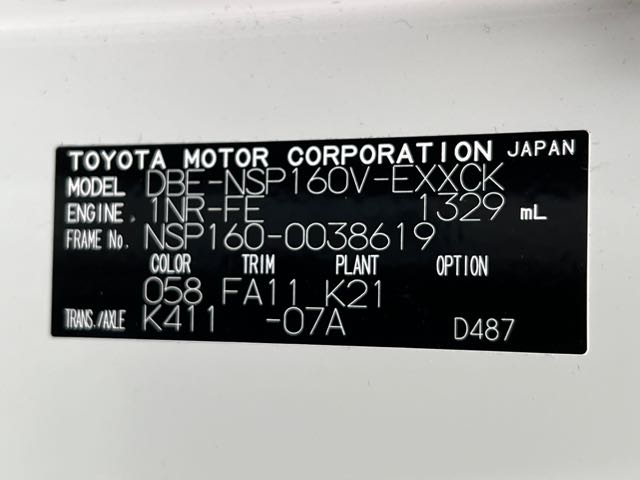 TOYOTA MOTOR CORPORATION JAPAN
MODEL DBE-NSP160V-EXXCK
ENGINE. 1NR-FE 1329 mL
FRAME No. NSP160-0038619
COLOR TRIM PLANT OPTION
058 FA11 K21
TRANS./AXLE K411 -07A D487